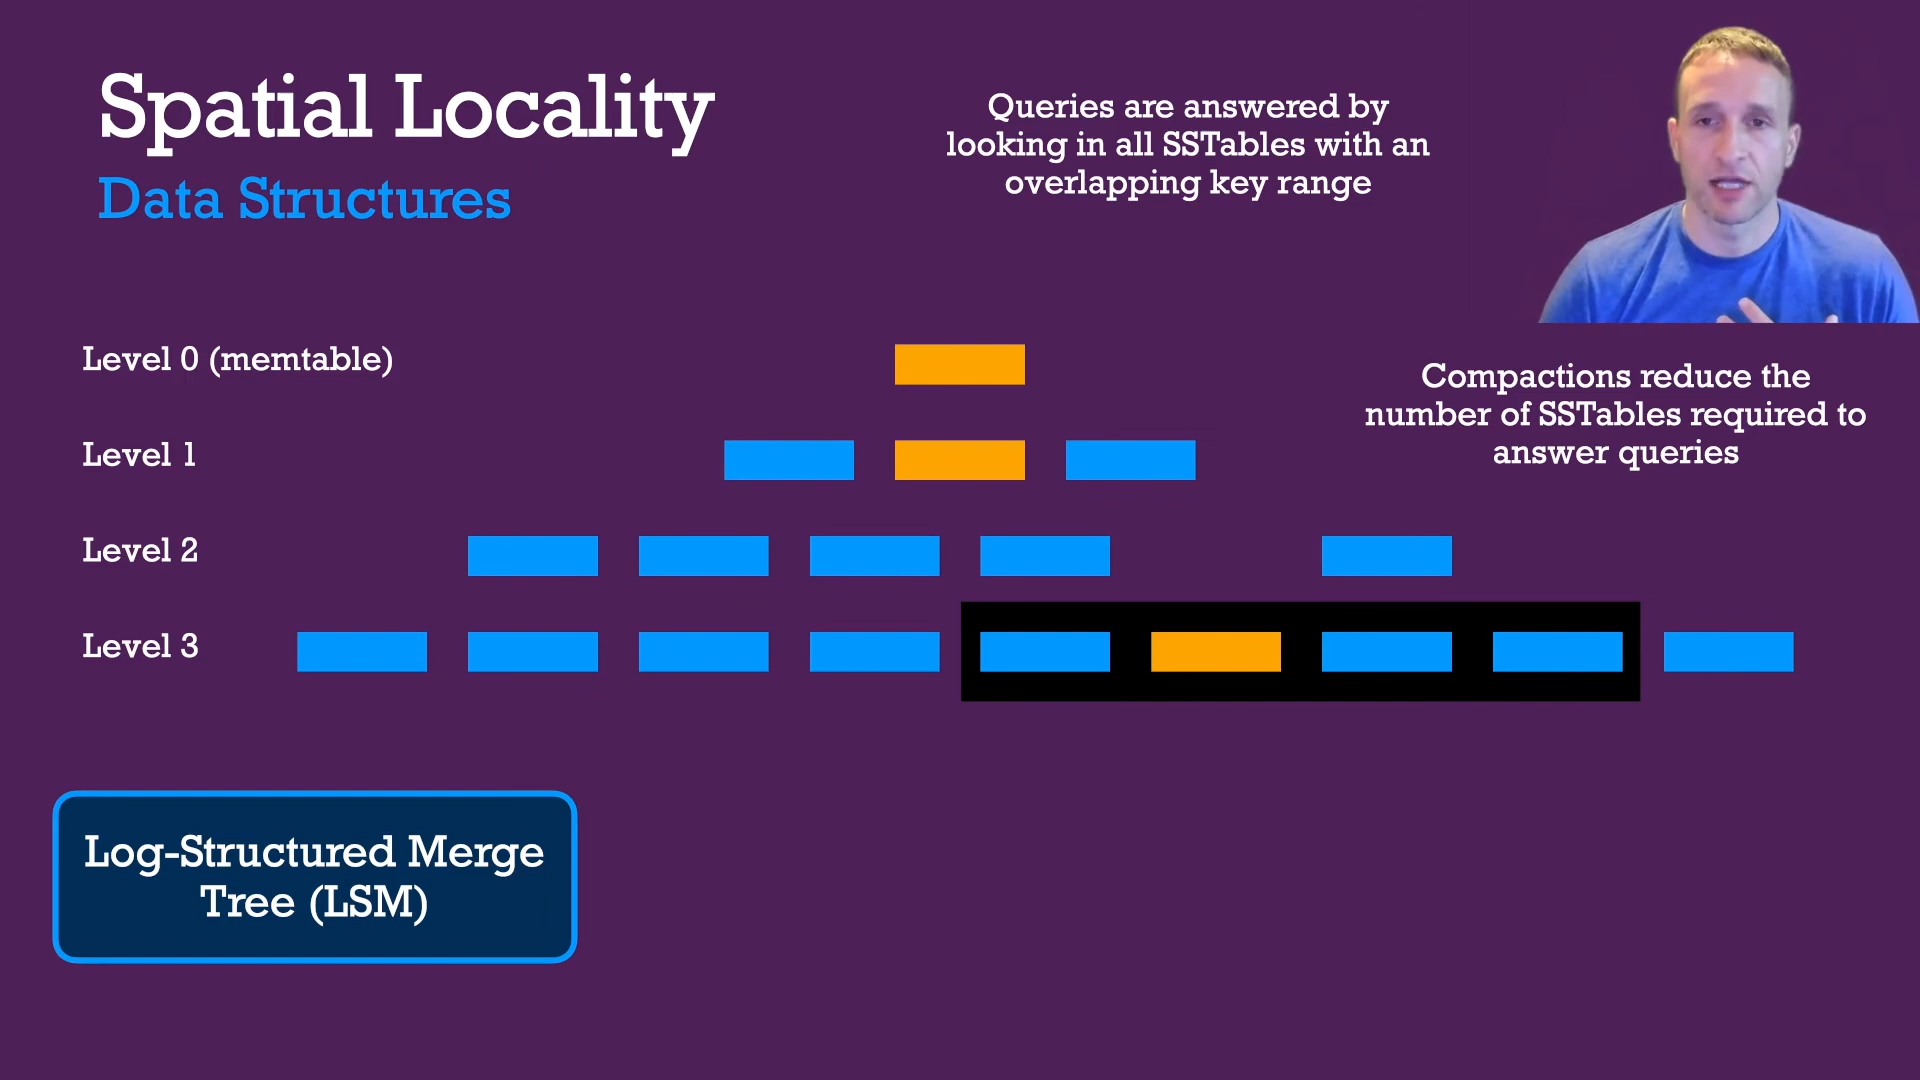 Spatial Locality
Data Structures
Queries are answered by
looking in all SSTables with an
overlapping key range
Level 0 (memtable)
Compactions reduce the
number of SSTables required to
answer queries
Level 1
Level 2
Level 3
Log-Structured Merge
Tree (LSM)